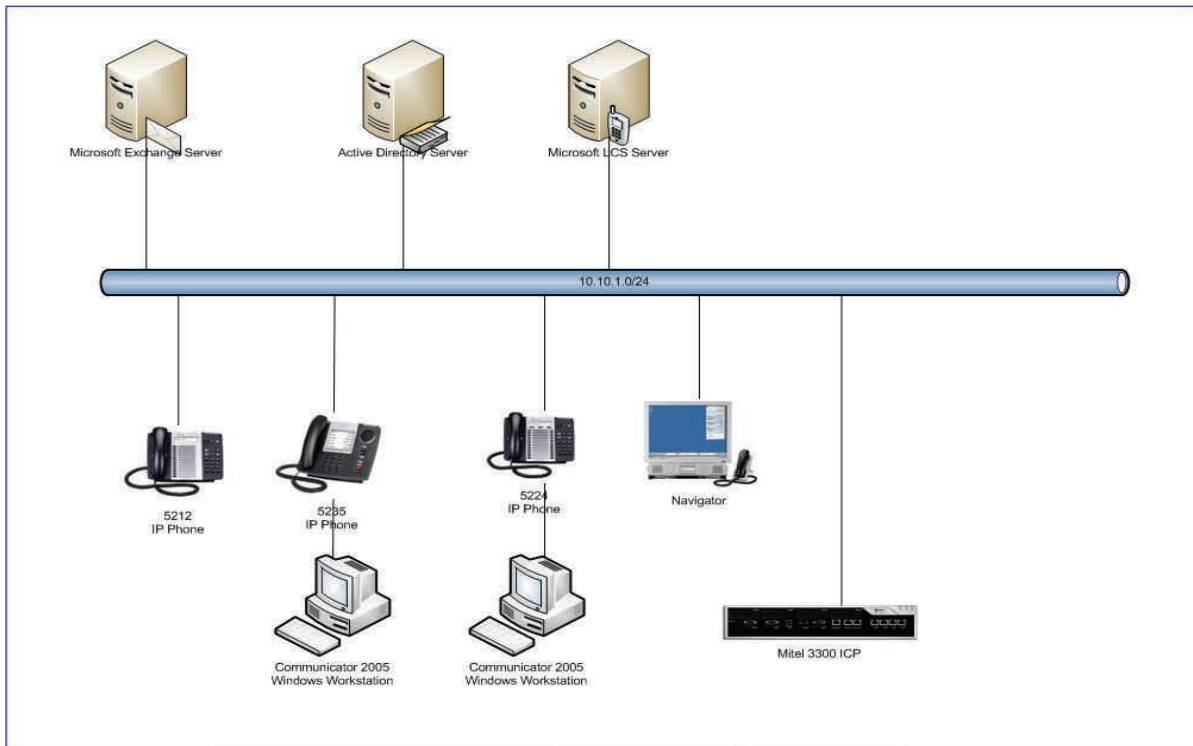 Microsoft Exchange Server
Active Directory Server
Microsoft LCS Server
10.10.1.0/24
5212
IP Phone
5235
IP Phone
5224
IP Phone
Navigator
Communicator 2005
Windows Workstation
Communicator 2005
Windows Workstation
Mitel 3300 ICP